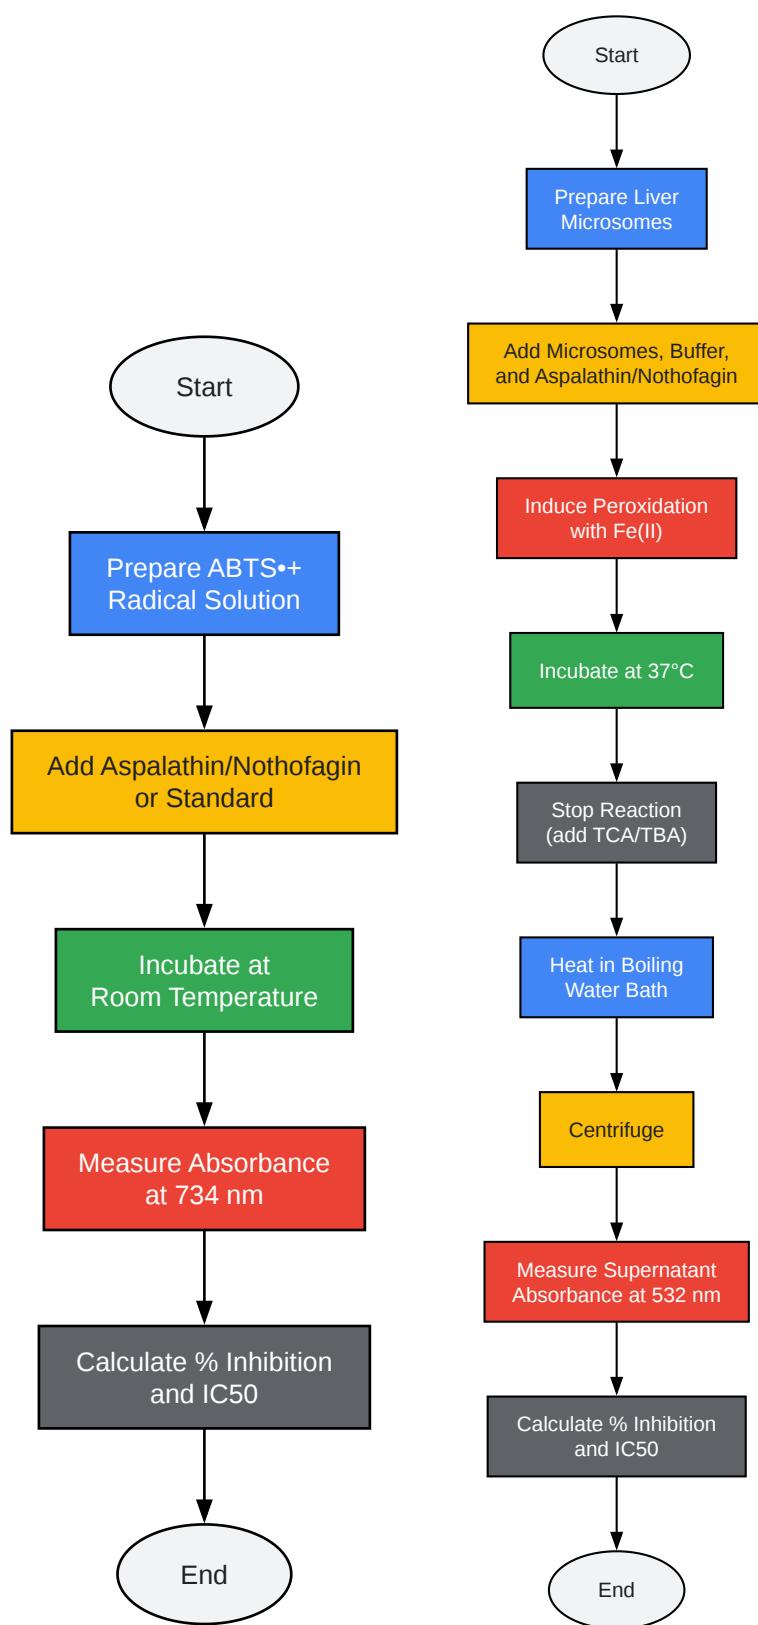 Start
Prepare ABTS•+
Radical Solution
Add Aspalathin/Nothofagin
or Standard
Incubate at
Room Temperature
Measure Absorbance
at 734 nm
Calculate % Inhibition
and IC50
End
Start
Prepare Liver
Microsomes
Add Microsomes, Buffer,
and Aspalathin/Nothofagin
Induce Peroxidation
with Fe(II)
Incubate at 37°C
Stop Reaction
(add TCA/TBA)
Heat in Boiling
Water Bath
Centrifuge
Measure Supernatant
Absorbance at 532 nm
Calculate % Inhibition
and IC50
End